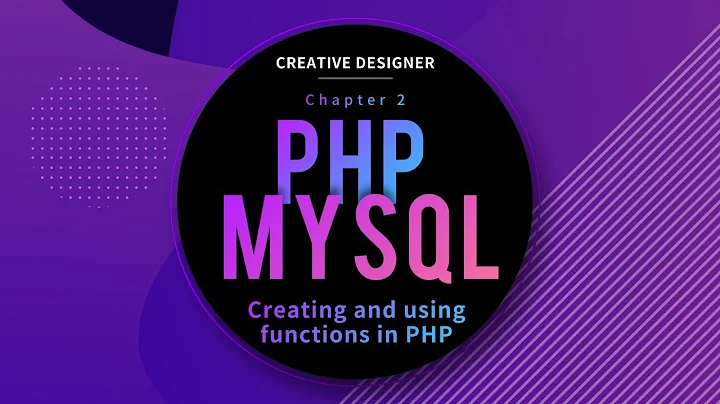 CREATIVE DESIGNER
Chapter 2
PHP
MYSQL
Creating and using
functions in PHP